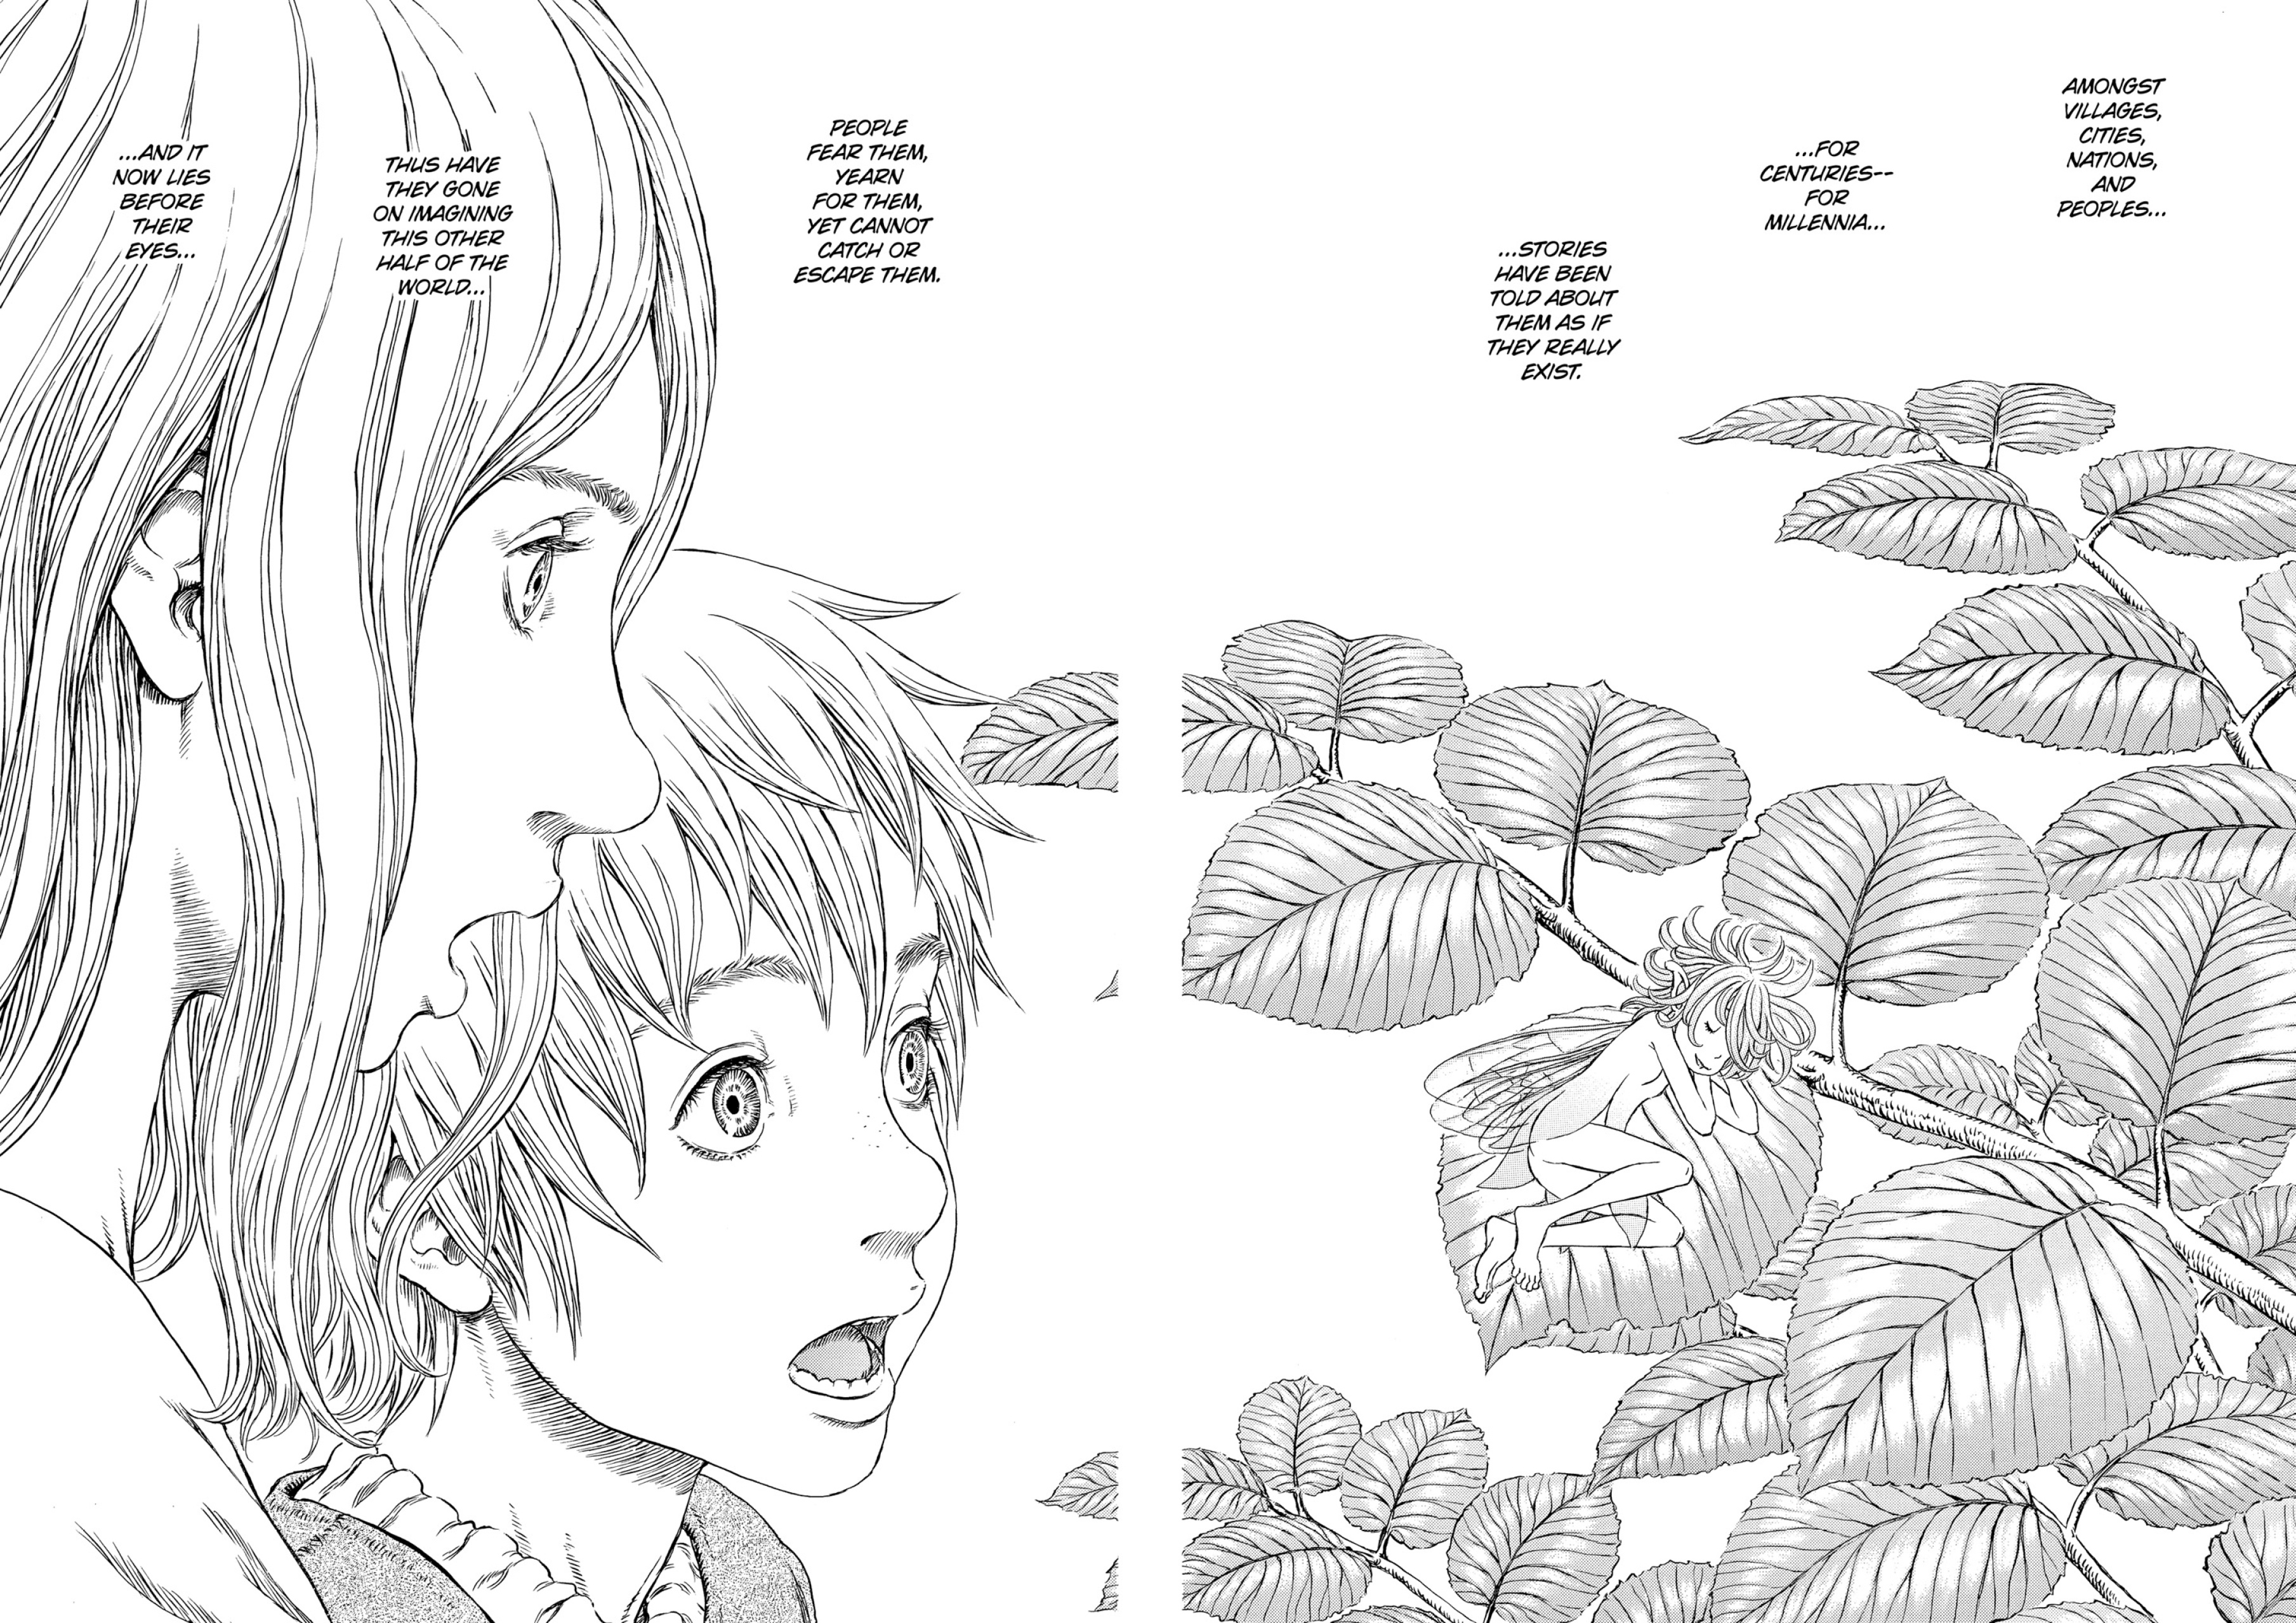 AMONGST
VILLAGES,
CITIES,
NATIONS,
AND
PEOPLES...
...FOR
CENTURIES--
FOR
MILLENNIA...
...STORIES
HAVE BEEN
TOLD ABOUT
THEM AS IF
THEY REALLY
EXIST.
PEOPLE
FEAR THEM,
YEARN
FOR THEM,
YET CANNOT
CATCH OR
ESCAPE THEM.
THUS HAVE
THEY GONE
ON IMAGINING
THIS OTHER
HALF OF THE
WORLD...
...AND IT
NOW LIES
BEFORE
THEIR
EYES...